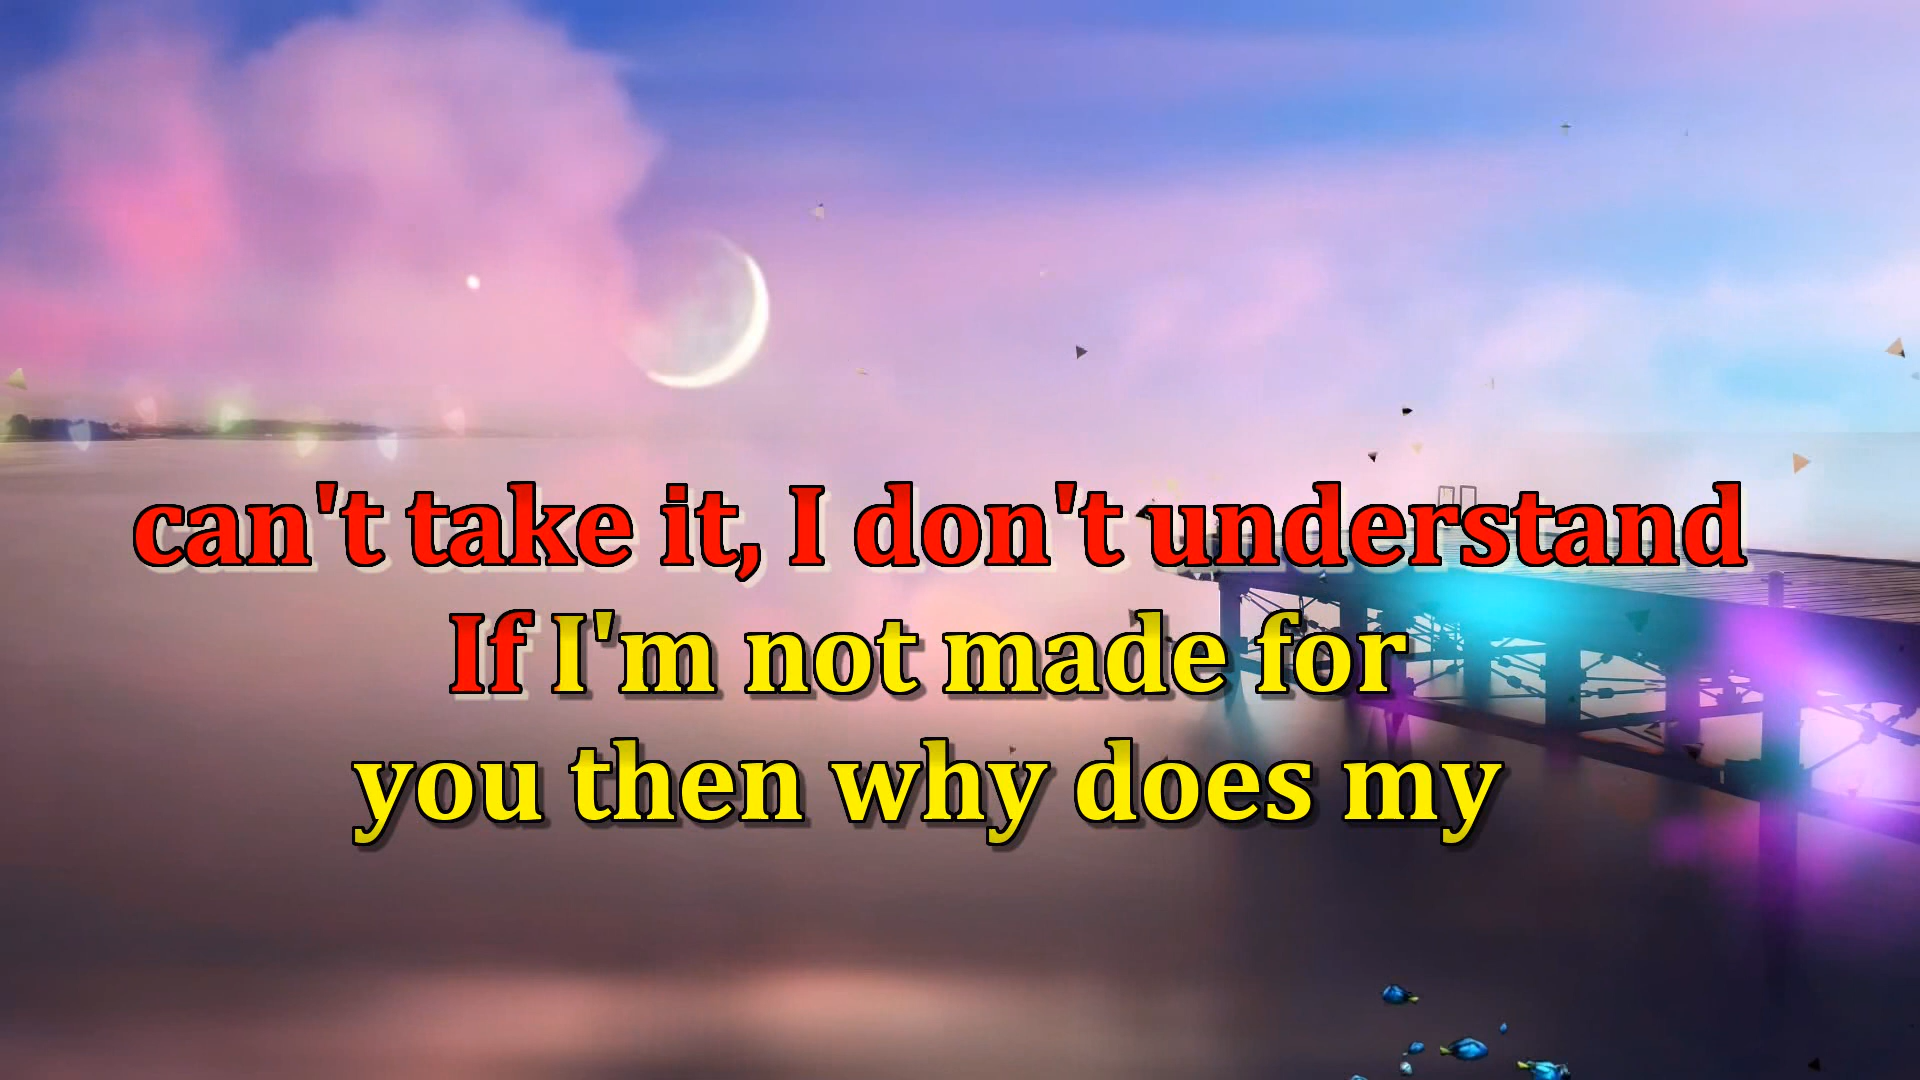 can't take it, I don't understand
If I'm not made for
you then why does my